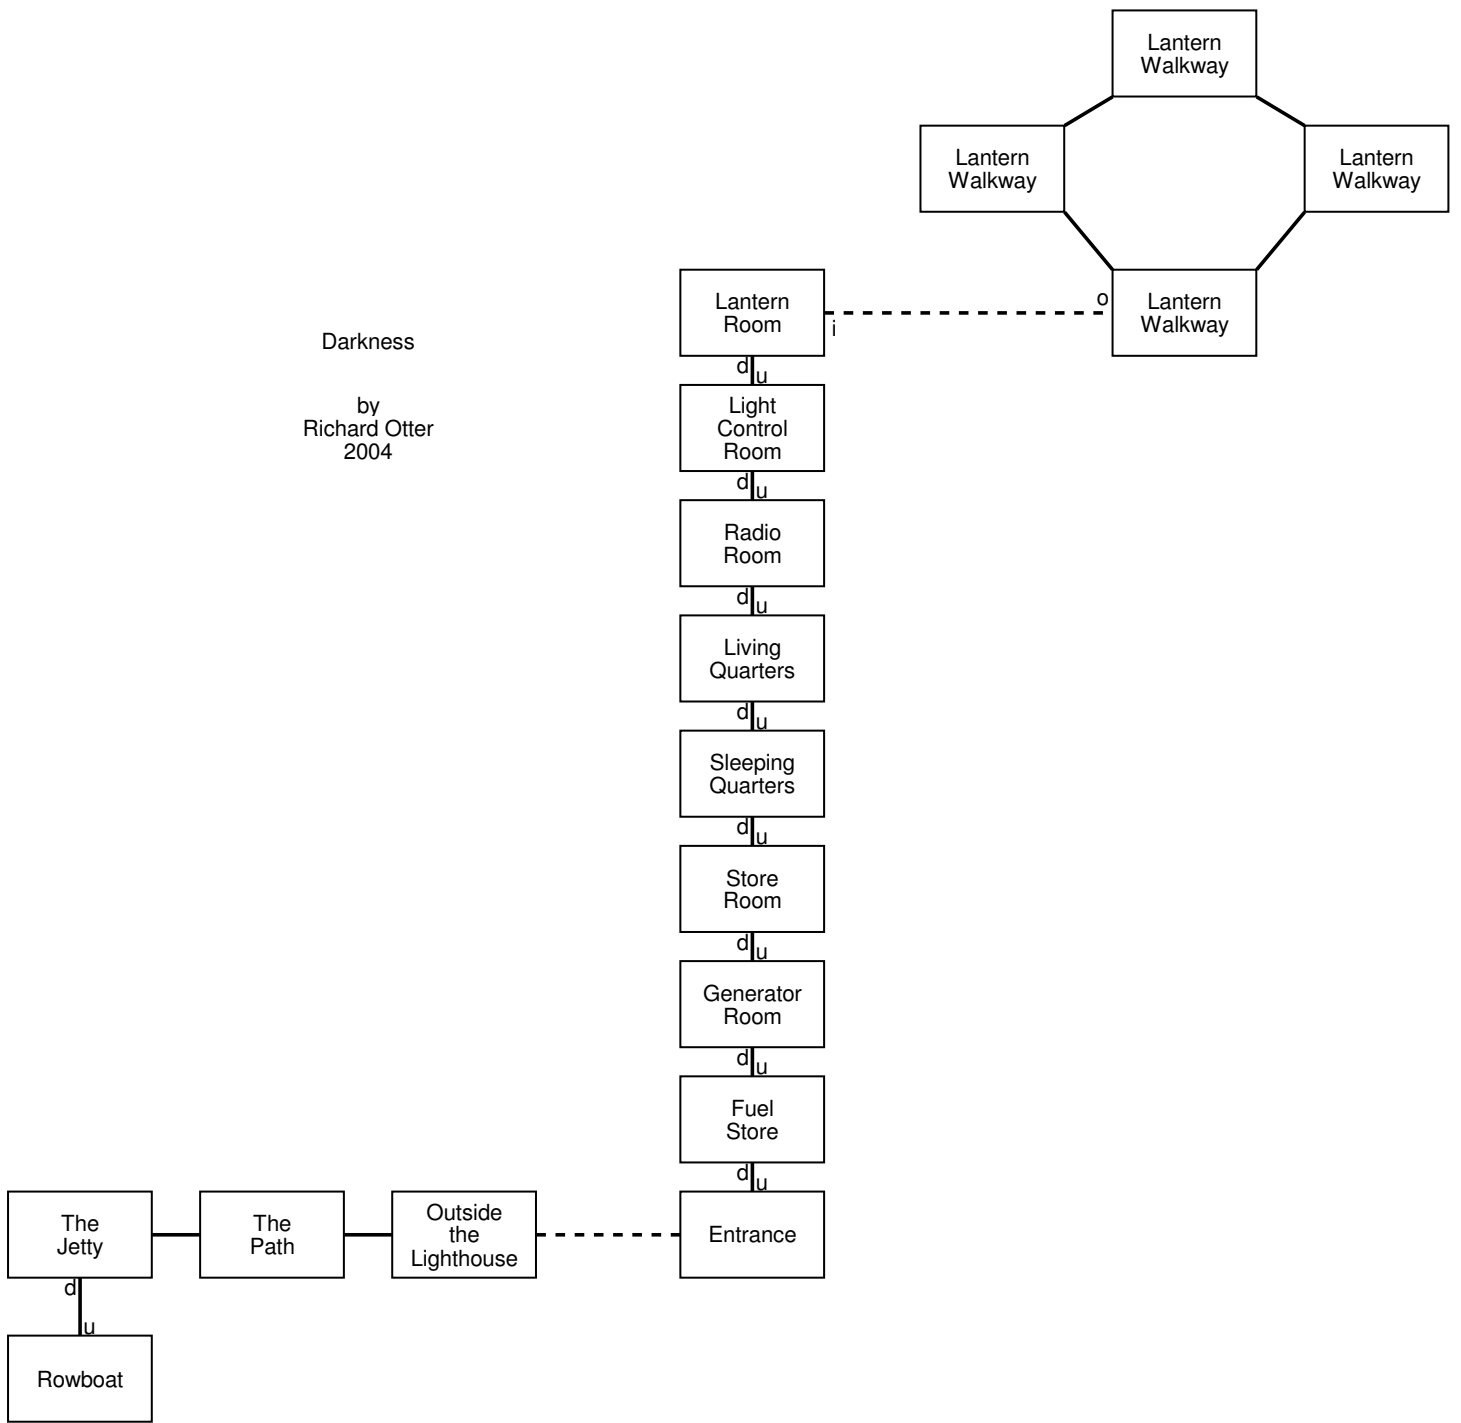 Lantern
Walkway
Lantern
Walkway
Lantern
Walkway
Lantern
Room
i
o
Lantern
Walkway
Darkness
by
Richard Otter
2004
d
u
Light
Control
Room
d
u
Radio
Room
d
u
Living
Quarters
d
u
Sleeping
Quarters
d
u
Store
Room
d
u
Generator
Room
d
u
Fuel
Store
d
u
The
Jetty
The
Path
Outside
the
Lighthouse
Entrance
d
u
Rowboat